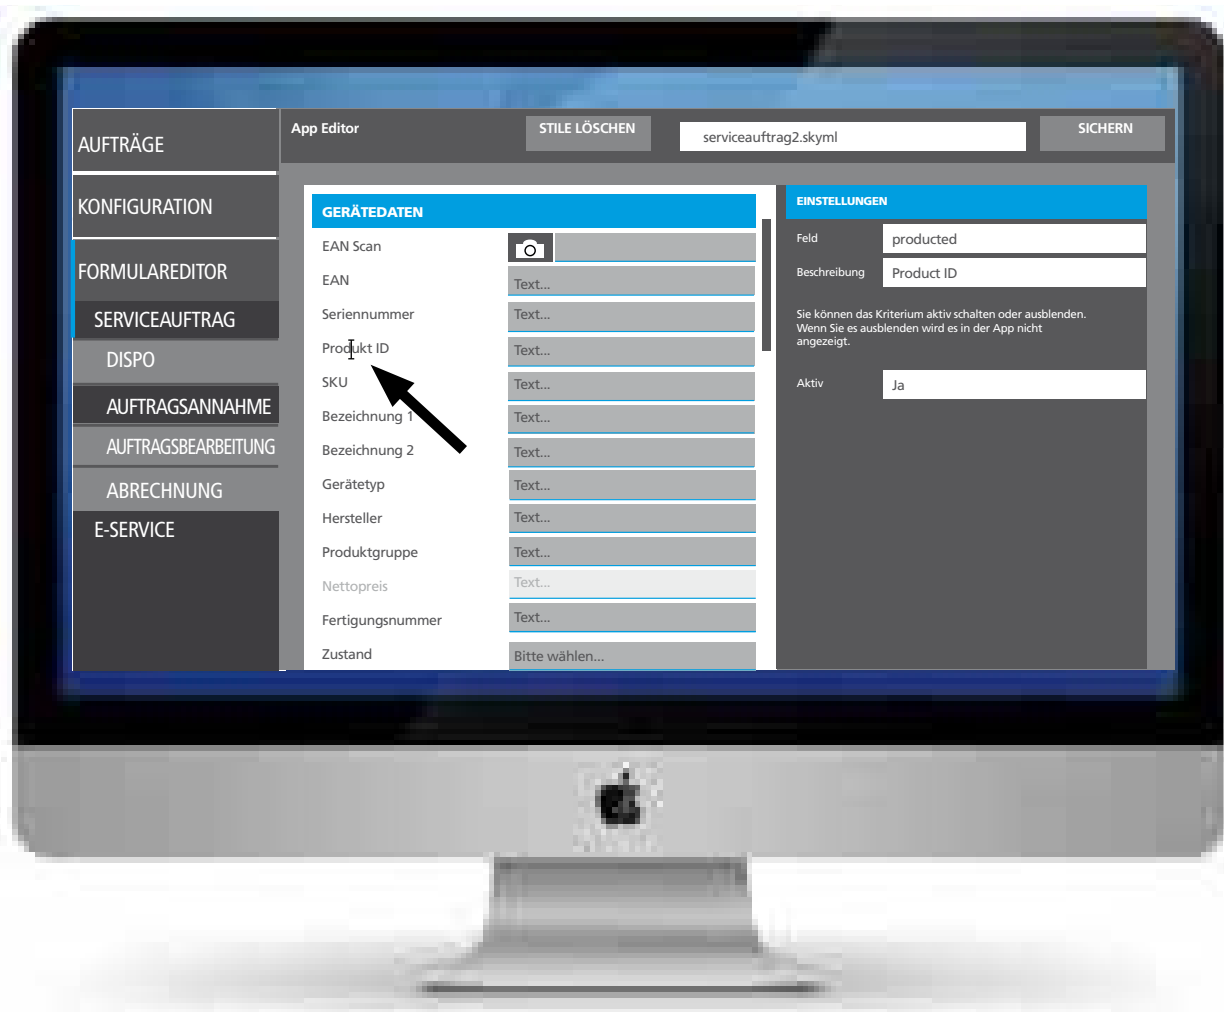 AUFTRÄGE
KONFIGURATION
FORMULAREDITOR
SERVICEAUFTRAG
DISPO
AUFTRAGSANNAHME
AUFTRAGSBEARBEITUNG
ABRECHNUNG
E-SERVICE
App Editor
STILE LÖSCHEN
serviceauftrag2.skyml
SICHERN
GERÄTEDATEN
EAN Scan
EAN Text...
Seriennummer Text...
Produkt ID Text...
SKU Text...
Bezeichnung 1 Text...
Bezeichnung 2 Text...
Gerätetyp Text...
Hersteller Text...
Produktgruppe Text...
Nettopreis Text...
Fertigungsnummer Text...
Zustand Bitte wählen...
EINSTELLUNGEN
Feld producted
Beschreibung Product ID
Sie können das Kriterium aktiv schalten oder ausblenden.
Wenn Sie es ausblenden wird es in der App nicht
angezeigt.
Aktiv Ja